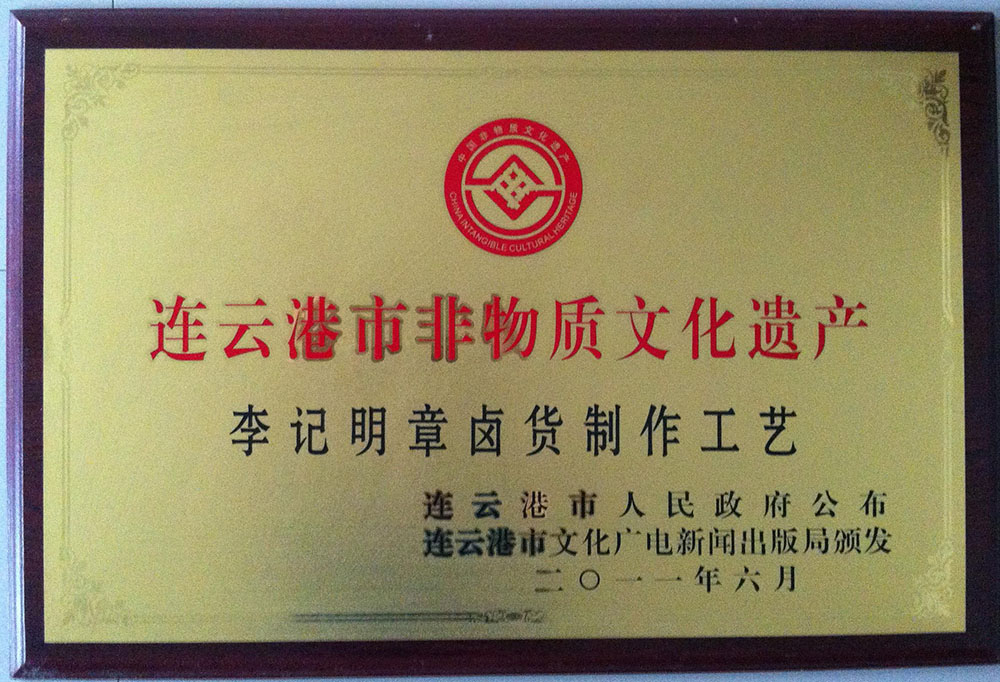 中国非物质文化遗产
CHINA INTANGIBLE CULTURAL HERITAGE
连云港市非物质文化遗产
李记明章卤货制作工艺
连云港市人民政府公布
连云港市文化广电新闻出版局颁发
二〇一一年六月